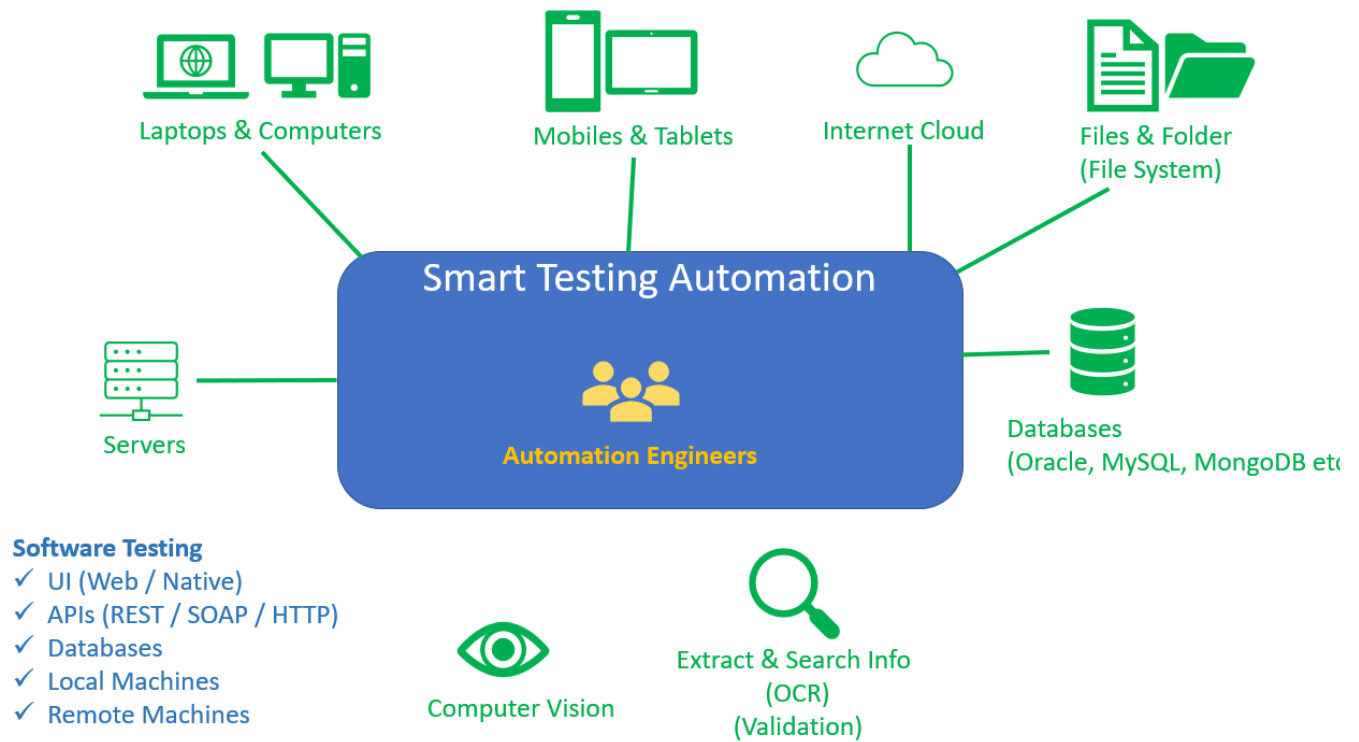 Laptops & Computers
Mobiles & Tablets
Internet Cloud
Files & Folder
(File System)
Smart Testing Automation
Automation Engineers
Servers
Databases
(Oracle, MySQL, MongoDB etc
Software Testing
✓ UI (Web / Native)
✓ APIs (REST / SOAP / HTTP)
✓ Databases
✓ Local Machines
✓ Remote Machines
Computer Vision
Extract & Search Info
(OCR)
(Validation)